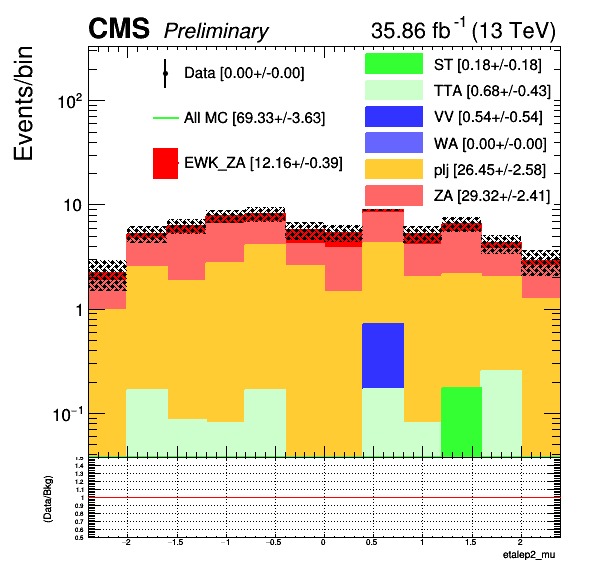 CMS Preliminary 35.86 fb⁻¹ (13 TeV)
Events/bin
Data [0.00+/-0.00]
All MC [69.33+/-3.63]
EWK_ZA [12.16+/-0.39]
ST [0.18+/-0.18]
TTA [0.68+/-0.43]
VV [0.54+/-0.54]
WA [0.00+/-0.00]
plj [26.45+/-2.58]
ZA [29.32+/-2.41]
10²
10
1
10⁻¹
(Data/Bkg)
1.5
1.4
1.3
1.2
1.1
1
0.9
0.8
0.7
0.6
0.5
−2 −1.5 −1 −0.5 0 0.5 1 1.5 2
etalep2_mu